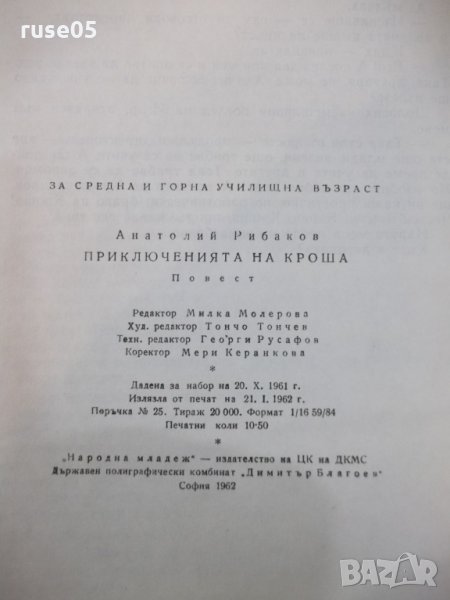 ruse05
ЗА СРЕДНА И ГОРНА УЧИЛИЩНА ВЪЗРАСТ
Анатолий Рибаков
ПРИКЛЮЧЕНИЯТА НА КРОША
Повест
Редактор Милка Молерова
Худ. редактор Тончо Тончев
Техн. редактор Георги Русафов
Коректор Мери Керанкова
*
Дадена за набор на 20. X. 1961 г.
Излязла от печат на 21. I. 1962 г.
Поръчка № 25. Тираж 20 000. Формат 1/16 59/84
Печатни коли 10·50
*
„Народна младеж" — издателство на ЦК на ДКМС
Държавен полиграфически комбинат „Димитър Благоев"
София 1962
BAZAR